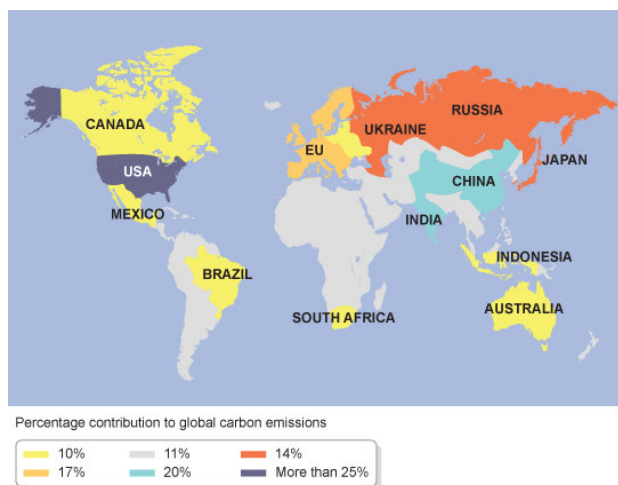 RUSSIA
CANADA
UKRAINE
EU
JAPAN
USA
CHINA
MEXICO
INDIA
INDONESIA
BRAZIL
AUSTRALIA
SOUTH AFRICA
Percentage contribution to global carbon emissions
10% 11% 14%
17% 20% More than 25%